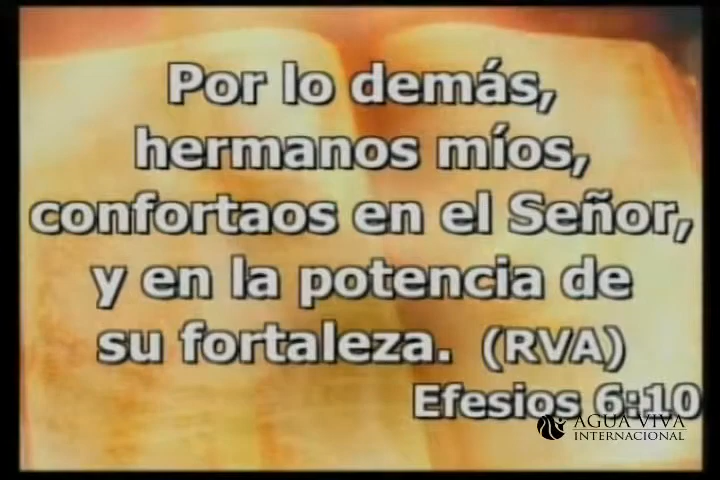 Por lo demás,
hermanos míos,
confortaos en el Señor,
y en la potencia de
su fortaleza. (RVA)
Efesios 6:10
AGUA VIVA
INTERNACIONAL